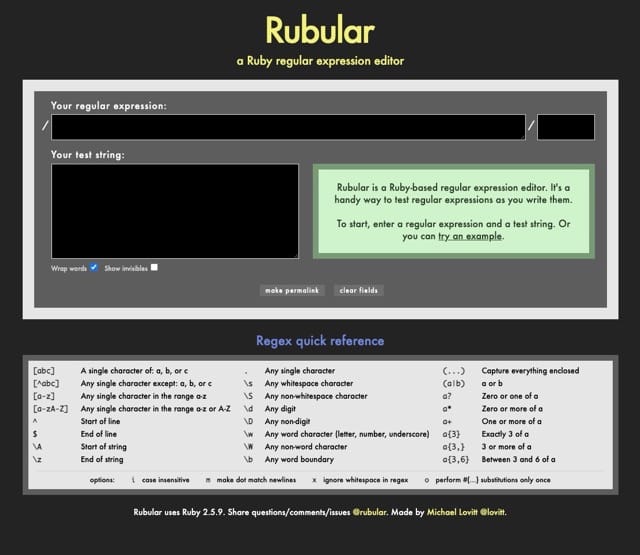 Rubular
a Ruby regular expression editor
Your regular expression:
/ /
Your test string:
Rubular is a Ruby-based regular expression editor. It's a
handy way to test regular expressions as you write them.
To start, enter a regular expression and a test string. Or
you can try an example.
Wrap words Show invisibles
make permalink clear fields
Regex quick reference
[abc] A single character of: a, b, or c . Any single character (...) Capture everything enclosed
[^abc] Any single character except: a, b, or c \s Any whitespace character (a|b) a or b
[a-z] Any single character in the range a-z \S Any non-whitespace character a? Zero or one of a
[a-zA-Z] Any single character in the range a-z or A-Z \d Any digit a* Zero or more of a
^ Start of line \D Any non-digit a+ One or more of a
$ End of line \w Any word character (letter, number, underscore) a{3} Exactly 3 of a
\A Start of string \W Any non-word character a{3,} 3 or more of a
\z End of string \b Any word boundary a{3,6} Between 3 and 6 of a
options: i case insensitive m make dot match newlines x ignore whitespace in regex o perform #{...} substitutions only once
Rubular uses Ruby 2.5.9. Share questions/comments/issues @rubular. Made by Michael Lovitt @lovitt.